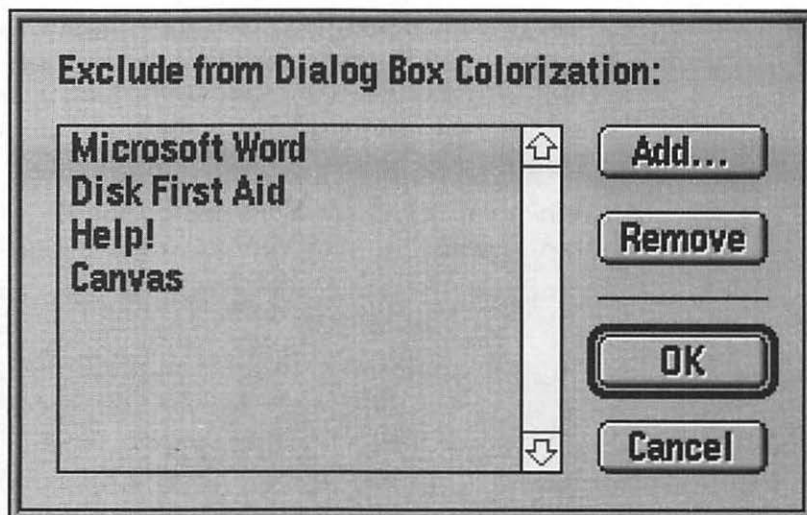 Exclude from Dialog Box Colorization:
Microsoft Word
Disk First Aid
Help!
Canvas
Add...
Remove
OK
Cancel